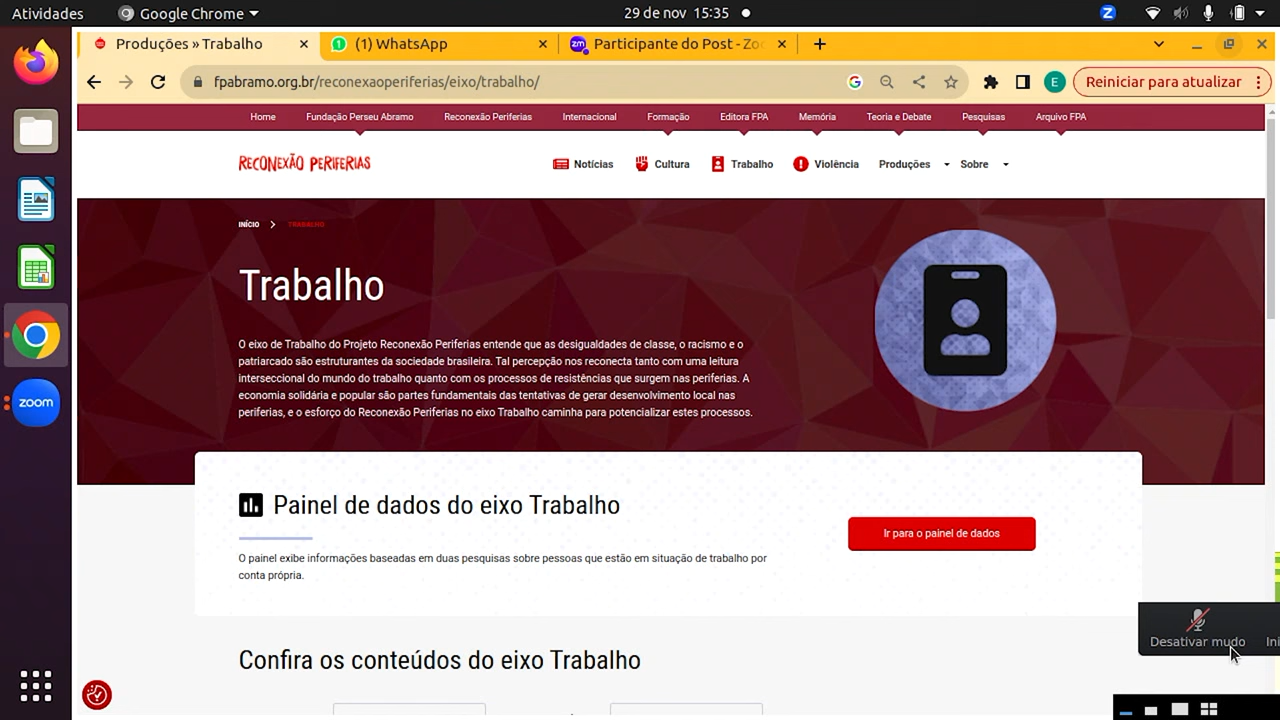 Atividades
Google Chrome
29 de nov 15:35
Z
Produções » Trabalho
(1) WhatsApp
zm
Participante do Post - Zo
fpabramo.org.br/reconexaoperiferias/eixo/trabalho/
E
Reiniciar para atualizar
Home
Fundação Perseu Abramo
Reconexão Periferias
Internacional
Formação
Editora FPA
Memória
Teoria e Debate
Pesquisas
Arquivo FPA
RECONEXÃO PERIFERIAS
Notícias
Cultura
Trabalho
Violência
Produções
Sobre
INÍCIO
TRABALHO
Trabalho
O eixo de Trabalho do Projeto Reconexão Periferias entende que as desigualdades de classe, o racismo e o
patriarcado são estruturantes da sociedade brasileira. Tal percepção nos reconecta tanto com uma leitura
interseccional do mundo do trabalho quanto com os processos de resistências que surgem nas periferias. A
economia solidária e popular são partes fundamentais das tentativas de gerar desenvolvimento local nas
periferias, e o esforço do Reconexão Periferias no eixo Trabalho caminha para potencializar estes processos.
zoom
Painel de dados do eixo Trabalho
Ir para o painel de dados
O painel exibe informações baseadas em duas pesquisas sobre pessoas que estão em situação de trabalho por
conta própria.
Desativar mudo
Ini
Confira os conteúdos do eixo Trabalho